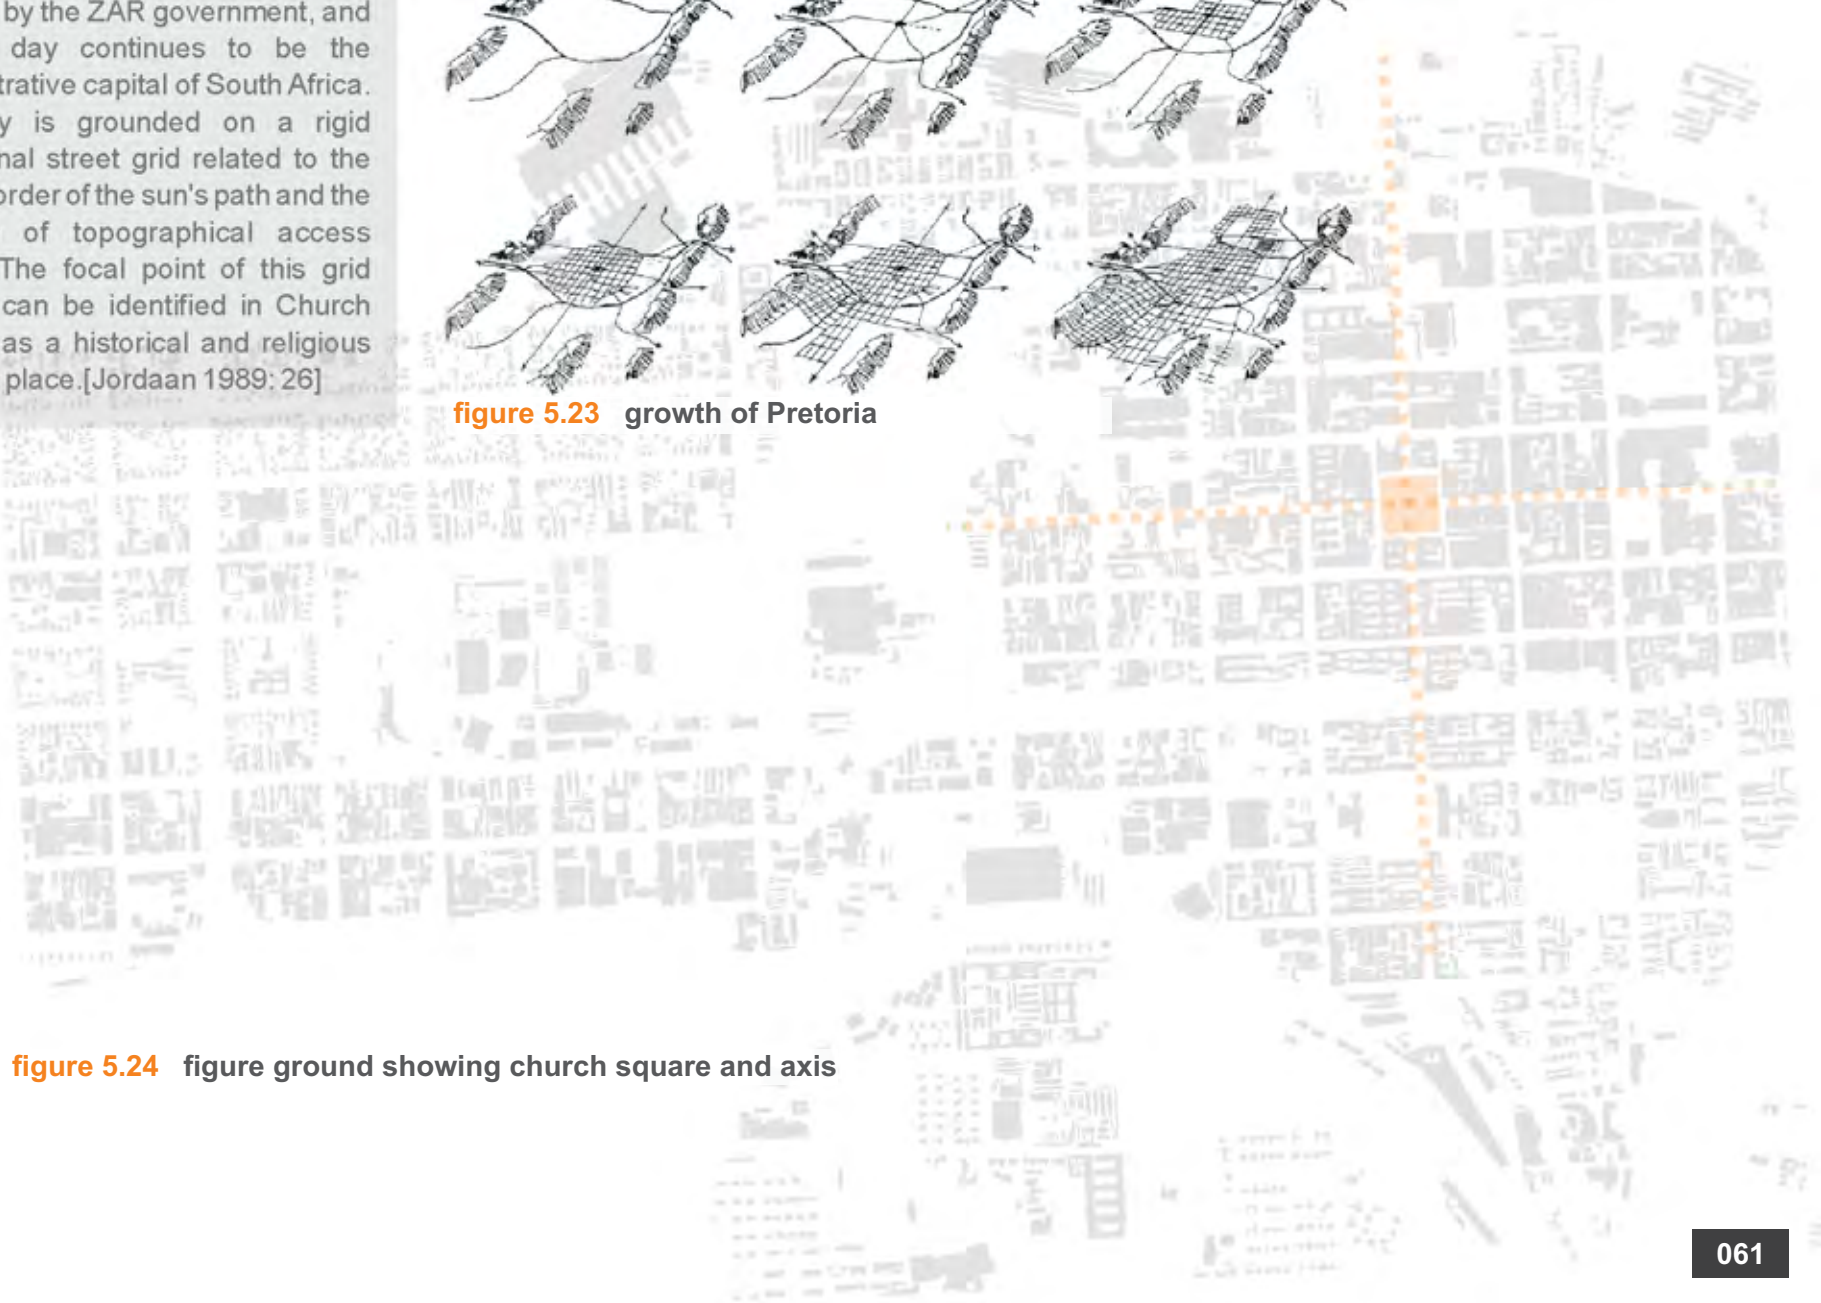 by the ZAR government, and
day continues to be the
trative capital of South Africa.
y is grounded on a rigid
nal street grid related to the
order of the sun's path and the
of topographical access
The focal point of this grid
can be identified in Church
as a historical and religious
place.[Jordaan 1989: 26]
figure 5.23 growth of Pretoria
figure 5.24 figure ground showing church square and axis
061